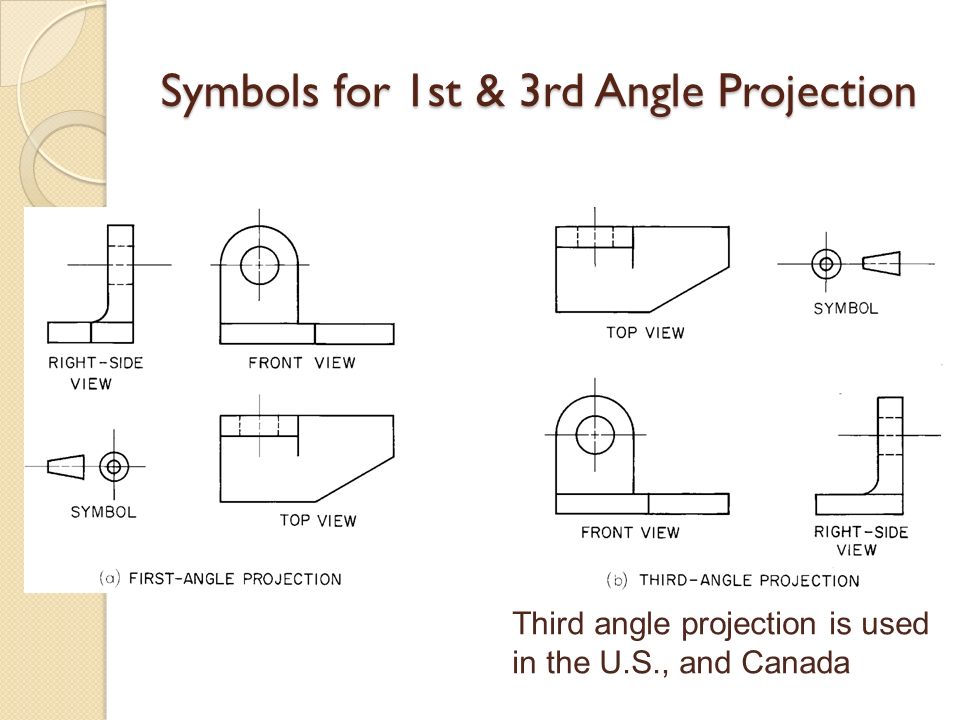 Symbols for 1st & 3rd Angle Projection
RIGHT-SIDE
VIEW
FRONT VIEW
SYMBOL
TOP VIEW
(a) FIRST-ANGLE PROJECTION
TOP VIEW
SYMBOL
FRONT VIEW
RIGHT-SIDE
VIEW
(b) THIRD-ANGLE PROJECTION
Third angle projection is used
in the U.S., and Canada